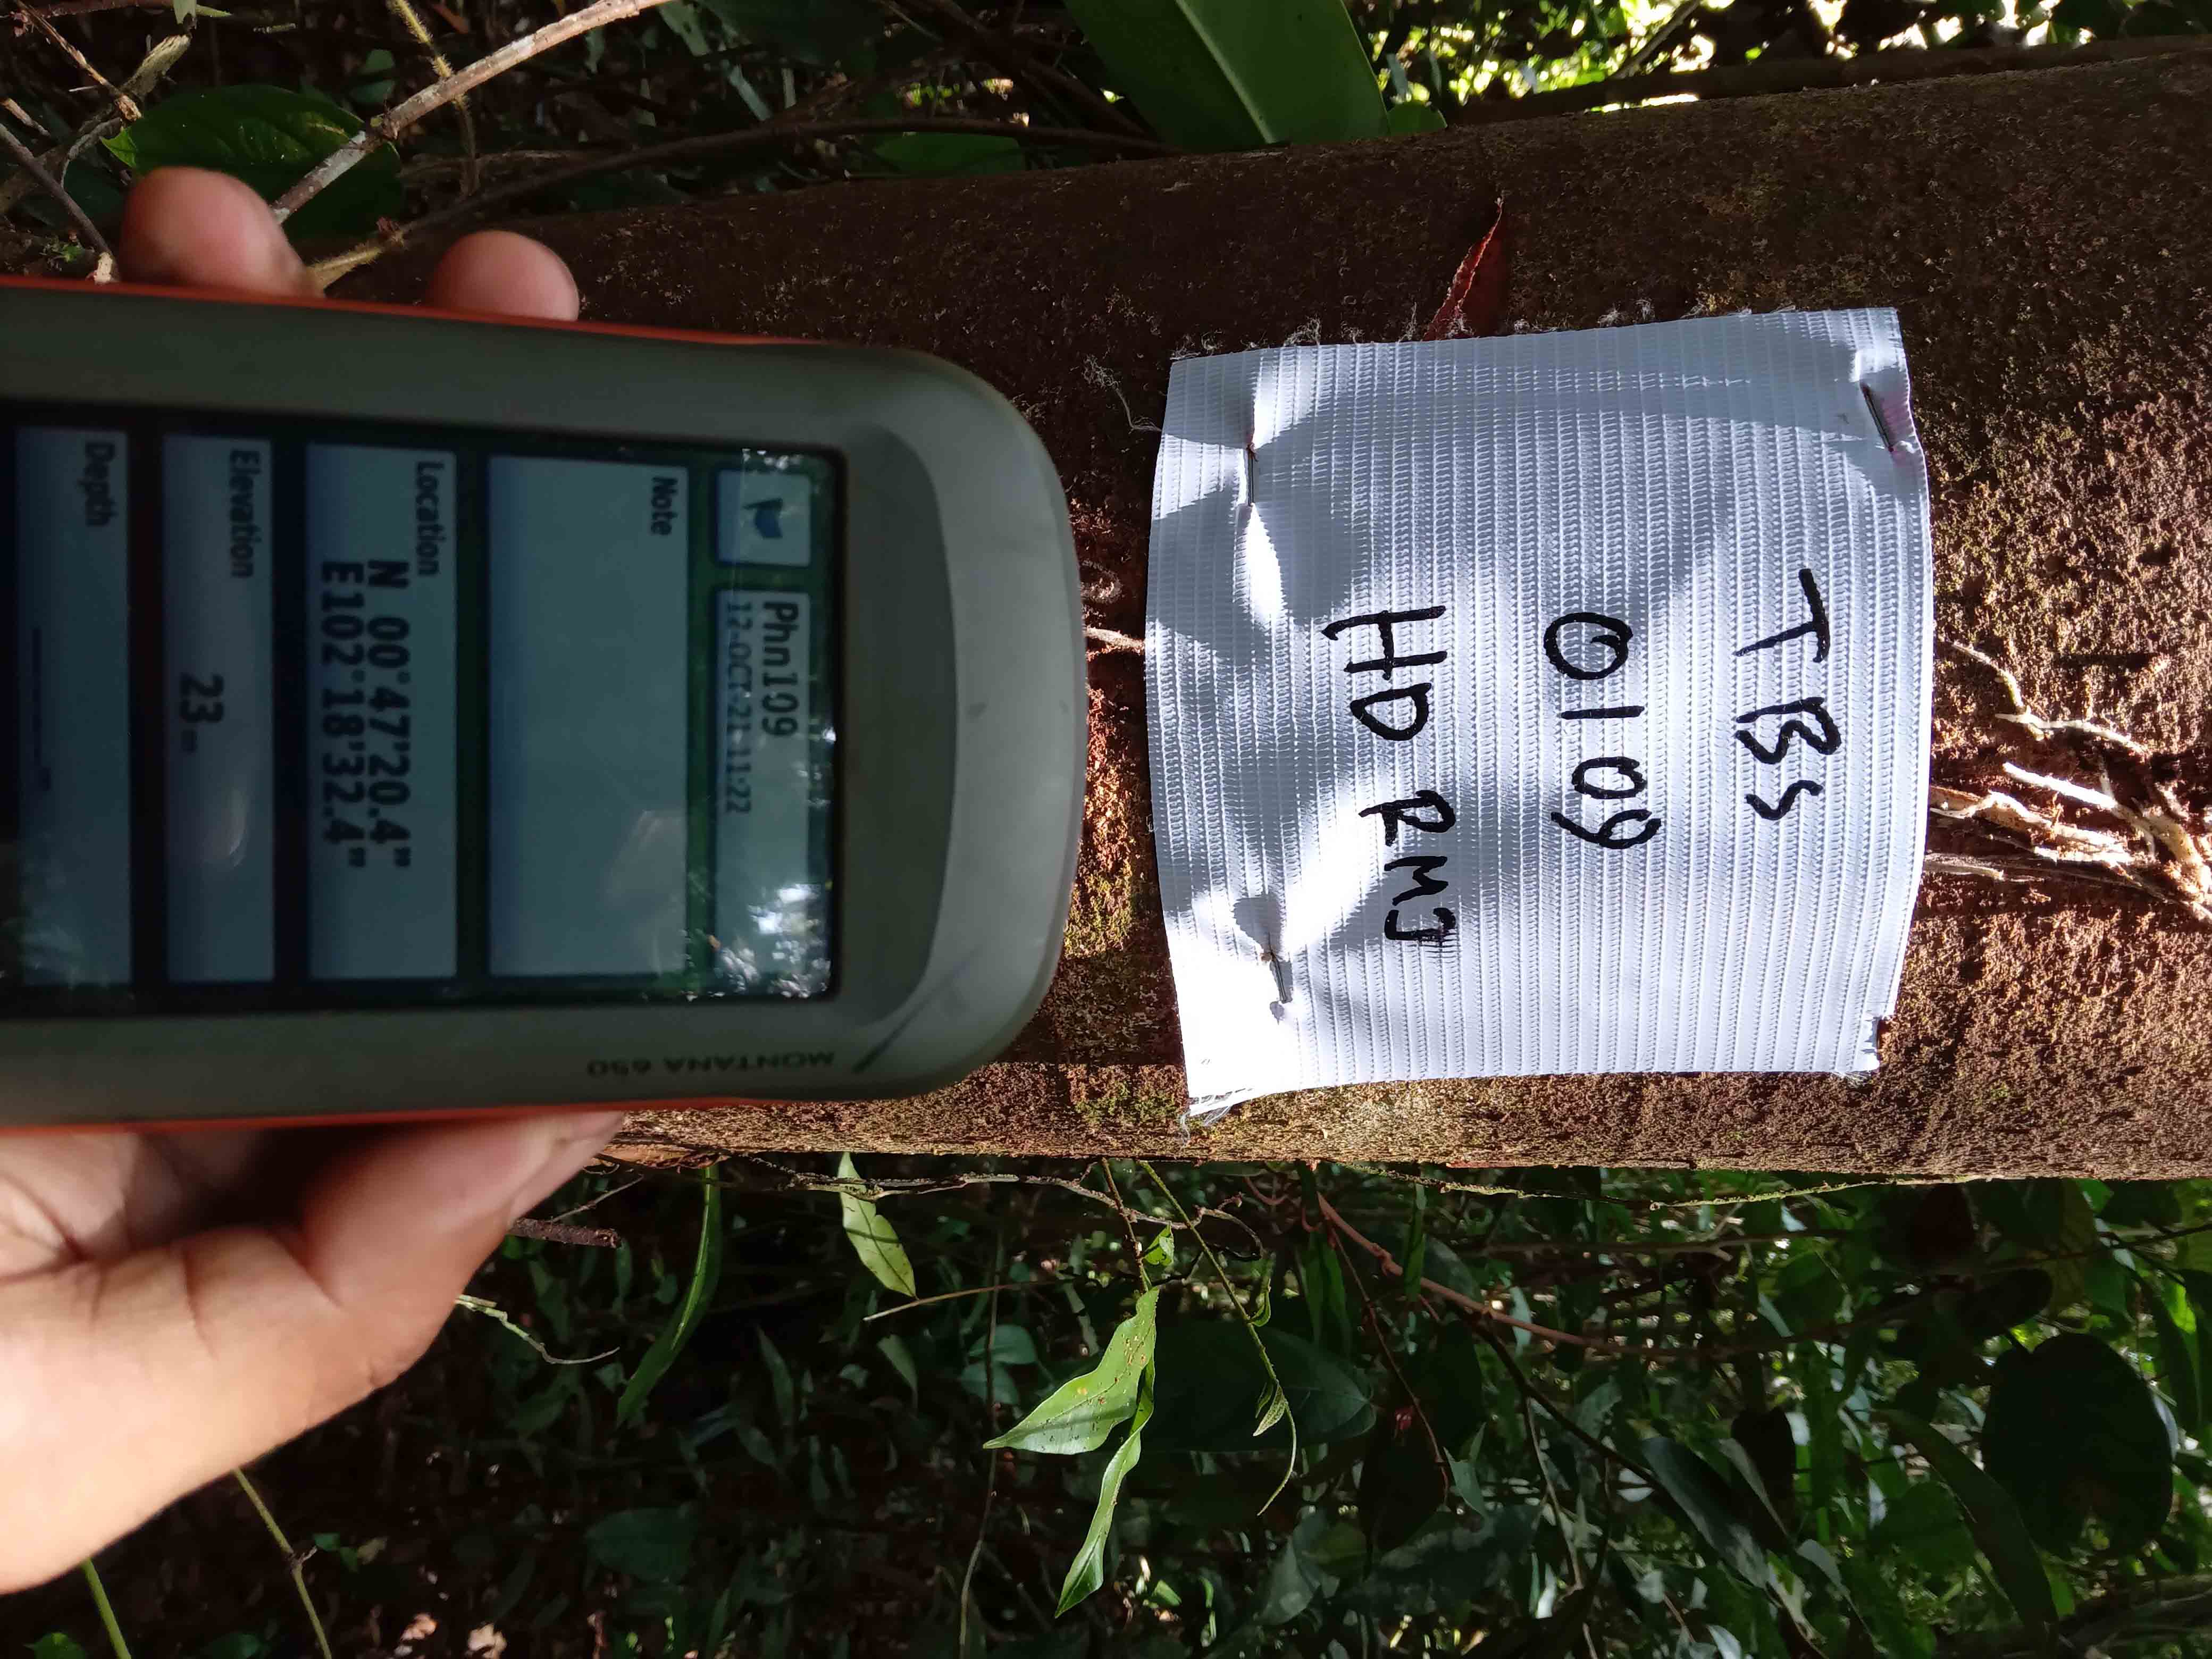 TBS
0109
HD RMJ
MONTANA 650
Phn109
12-OCT-21 11:22
Note
Location
N 00°47'20.4"
E102°18'32.4"
Elevation
23 m
Depth